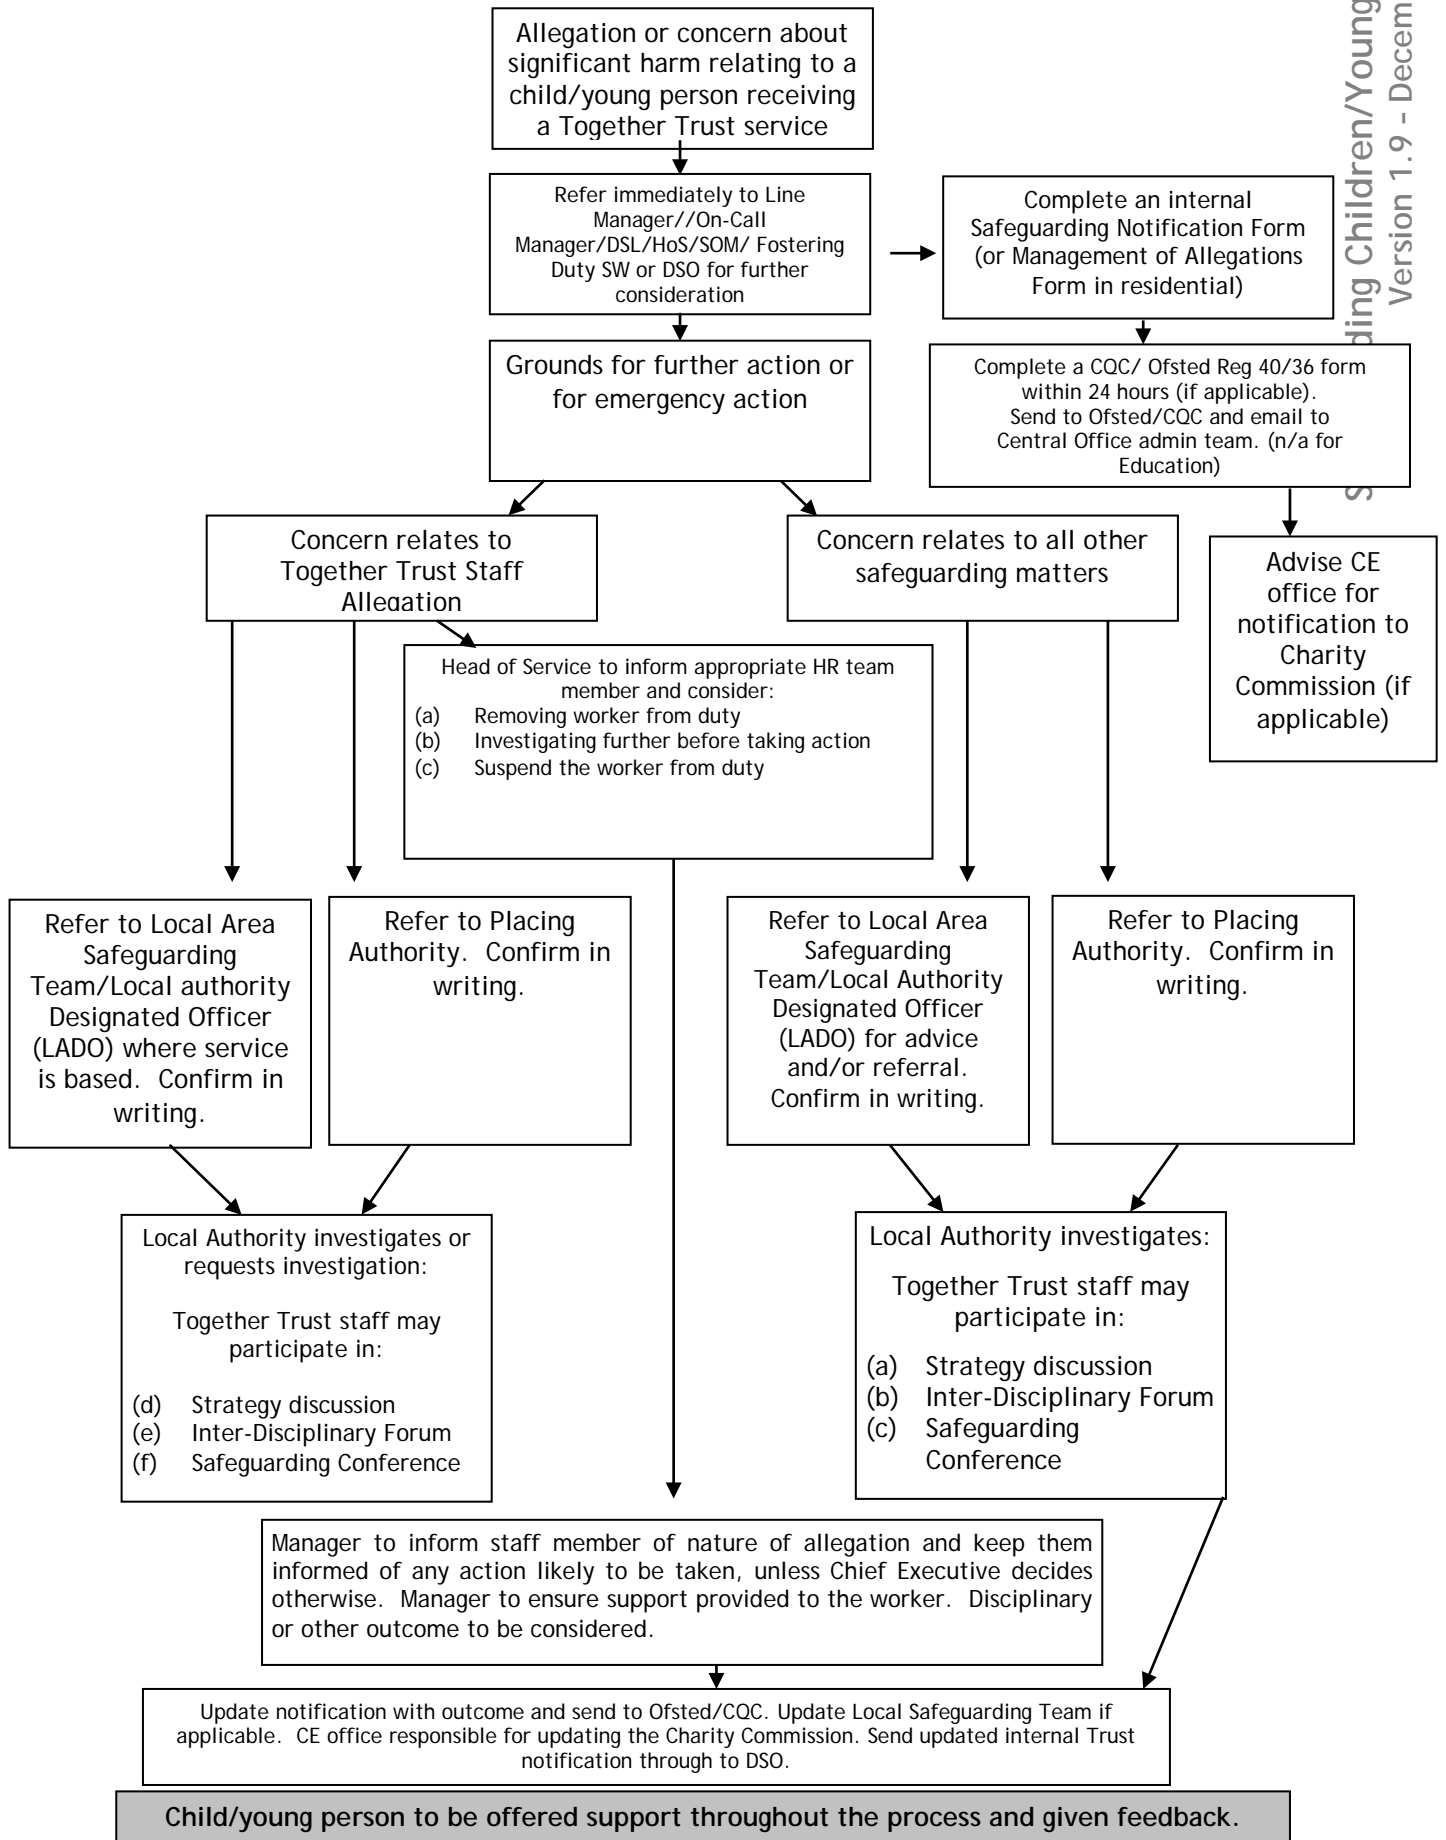 Allegation or concern about
significant harm relating to a
child/young person receiving
a Together Trust service
Refer immediately to Line
Manager//On-Call
Manager/DSL/HoS/SOM/ Fostering
Duty SW or DSO for further
consideration
Complete an internal
Safeguarding Notification Form
(or Management of Allegations
Form in residential)
ding Children/Young
Version 1.9 – Decem
Grounds for further action or
for emergency action
Complete a CQC/ Ofsted Reg 40/36 form
within 24 hours (if applicable).
Send to Ofsted/CQC and email to
Central Office admin team. (n/a for
Education)
Concern relates to
Together Trust Staff
Allegation
Concern relates to all other
safeguarding matters
Advise CE
office for
notification to
Charity
Commission (if
applicable)
Head of Service to inform appropriate HR team
member and consider:
(a) Removing worker from duty
(b) Investigating further before taking action
(c) Suspend the worker from duty
Refer to Local Area
Safeguarding
Team/Local authority
Designated Officer
(LADO) where service
is based. Confirm in
writing.
Refer to Placing
Authority. Confirm in
writing.
Refer to Local Area
Safeguarding
Team/Local Authority
Designated Officer
(LADO) for advice
and/or referral.
Confirm in writing.
Refer to Placing
Authority. Confirm in
writing.
Local Authority investigates or
requests investigation:
Together Trust staff may
participate in:
(d) Strategy discussion
(e) Inter-Disciplinary Forum
(f) Safeguarding Conference
Local Authority investigates:
Together Trust staff may
participate in:
(a) Strategy discussion
(b) Inter-Disciplinary Forum
(c) Safeguarding
Conference
Manager to inform staff member of nature of allegation and keep them
informed of any action likely to be taken, unless Chief Executive decides
otherwise. Manager to ensure support provided to the worker. Disciplinary
or other outcome to be considered.
Update notification with outcome and send to Ofsted/CQC. Update Local Safeguarding Team if
applicable. CE office responsible for updating the Charity Commission. Send updated internal Trust
notification through to DSO.
Child/young person to be offered support throughout the process and given feedback.